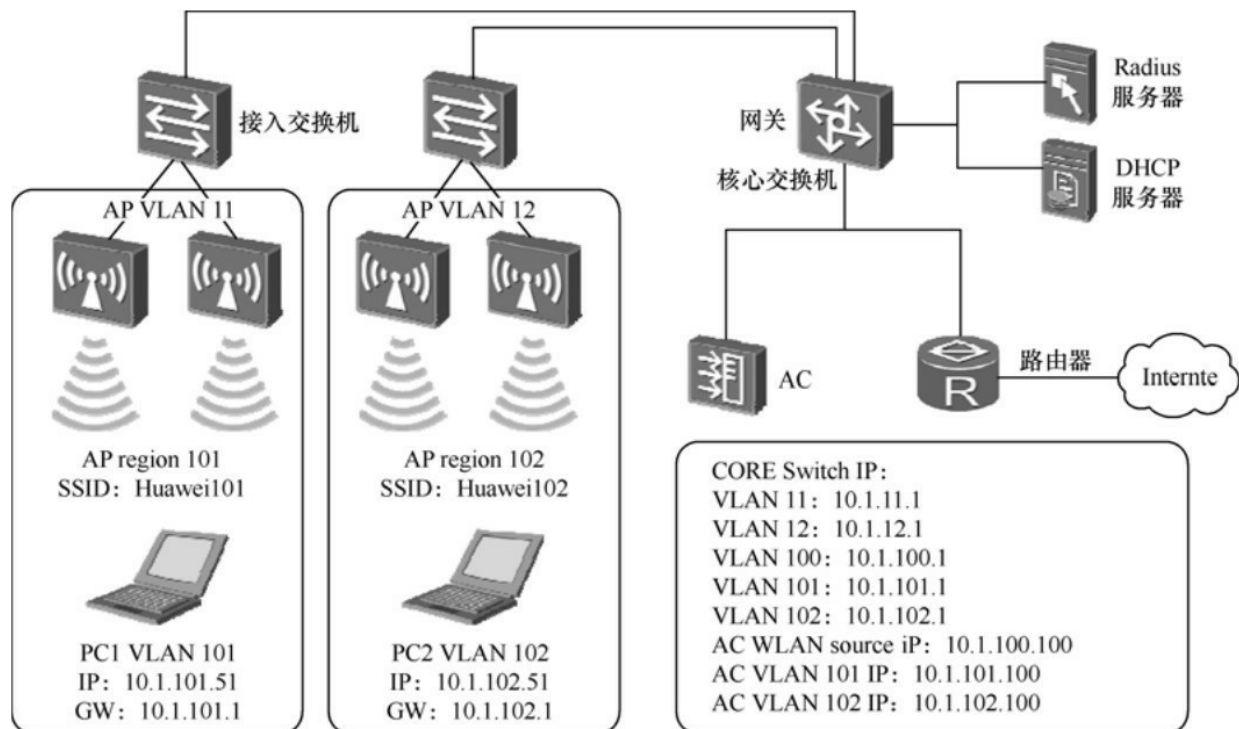 接入交换机
网关
核心交换机
Radius
服务器
DHCP
服务器
AP VLAN 11
AP region 101
SSID：Huawei101
PC1 VLAN 101
IP：10.1.101.51
GW：10.1.101.1
AP VLAN 12
AP region 102
SSID：Huawei102
PC2 VLAN 102
IP：10.1.102.51
GW：10.1.102.1
AC
R
路由器
Internte
CORE Switch IP：
VLAN 11：10.1.11.1
VLAN 12：10.1.12.1
VLAN 100：10.1.100.1
VLAN 101：10.1.101.1
VLAN 102：10.1.102.1
AC WLAN source iP：10.1.100.100
AC VLAN 101 IP：10.1.101.100
AC VLAN 102 IP：10.1.102.100